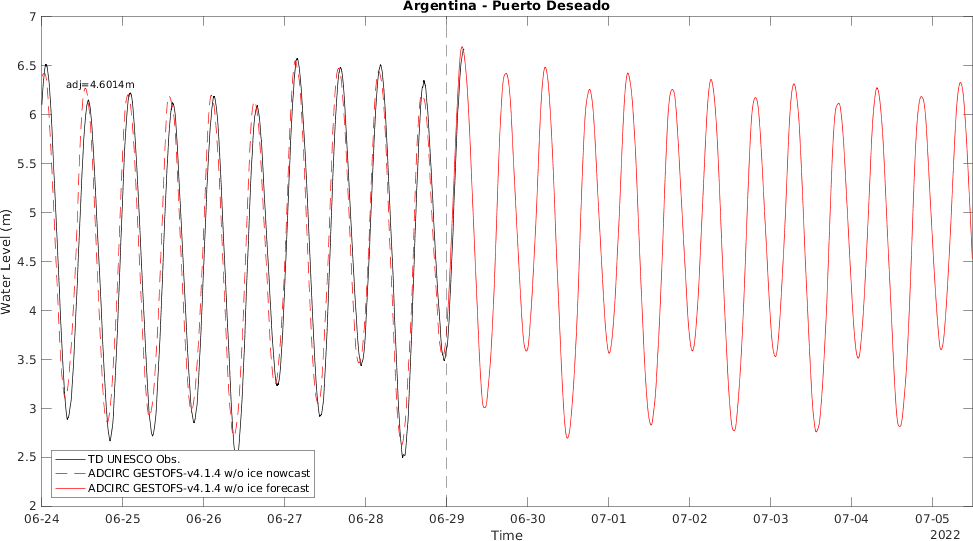 Argentina - Puerto Deseado
7
6.5
6
5.5
5
4.5
4
3.5
3
2.5
2
Water Level (m)
adj=4.6014m
TD UNESCO Obs.
ADCIRC GESTOFS-v4.1.4 w/o ice nowcast
ADCIRC GESTOFS-v4.1.4 w/o ice forecast
06-24 06-25 06-26 06-27 06-28 06-29 06-30 07-01 07-02 07-03 07-04 07-05
Time 2022